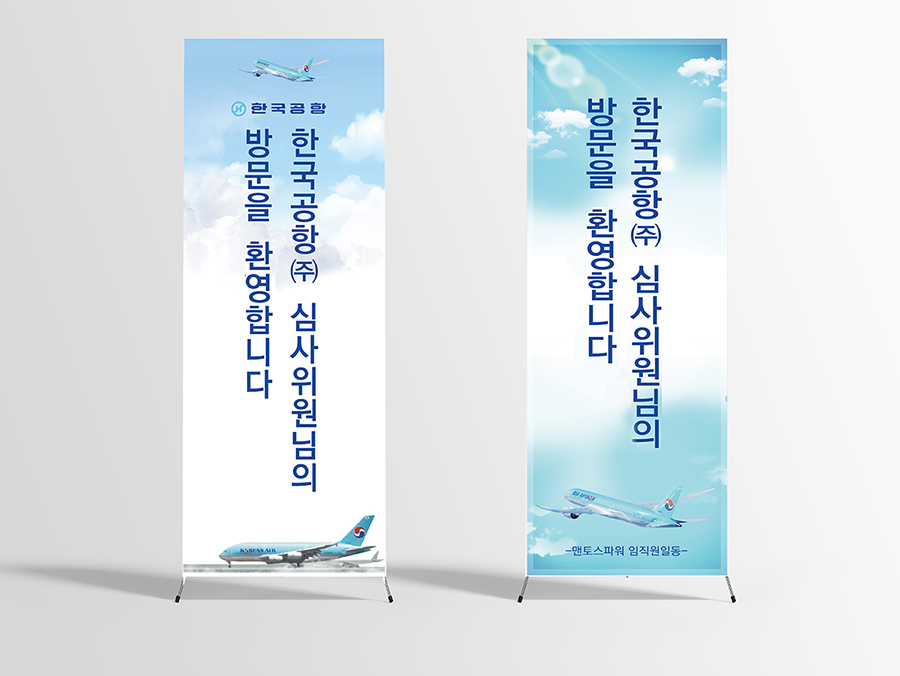 한국공항
한국공항㈜ 심사위원님의
방문을 환영합니다
KOREAN AIR
한국공항㈜ 심사위원님의
방문을 환영합니다
-맨토스파워 임직원일동-